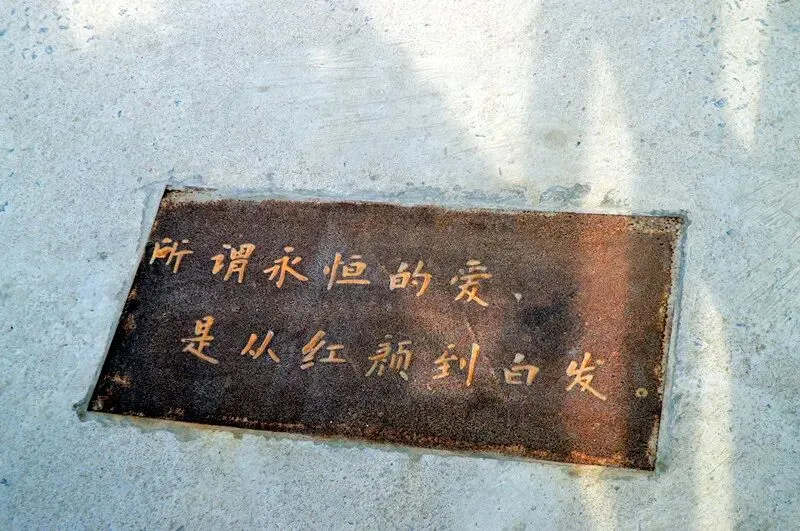 所谓永恒的爱、
是从红颜到白发。